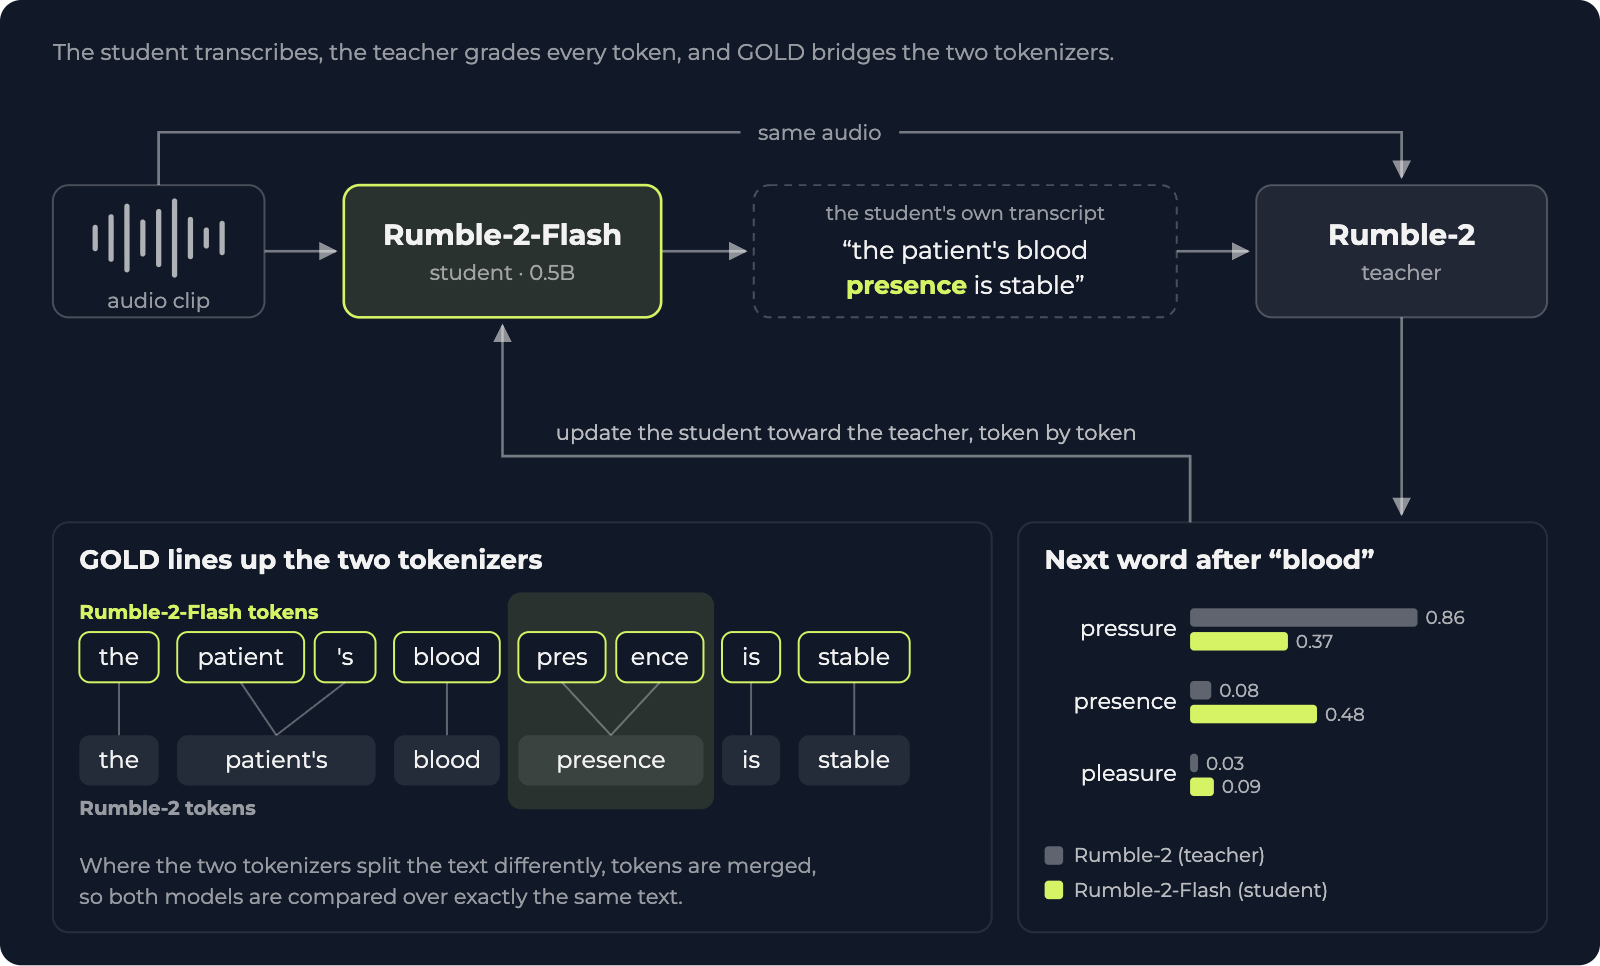 The student transcribes, the teacher grades every token, and GOLD bridges the two tokenizers.
same audio
audio clip
Rumble-2-Flash
student · 0.5B
the student's own transcript
“the patient's blood
presence is stable”
Rumble-2
teacher
update the student toward the teacher, token by token
GOLD lines up the two tokenizers
Rumble-2-Flash tokens
the patient 's blood pres ence is stable
the patient's blood presence is stable
Rumble-2 tokens
Where the two tokenizers split the text differently, tokens are merged,
so both models are compared over exactly the same text.
Next word after “blood”
pressure 0.86
0.37
presence 0.08
0.48
pleasure 0.03
0.09
Rumble-2 (teacher)
Rumble-2-Flash (student)